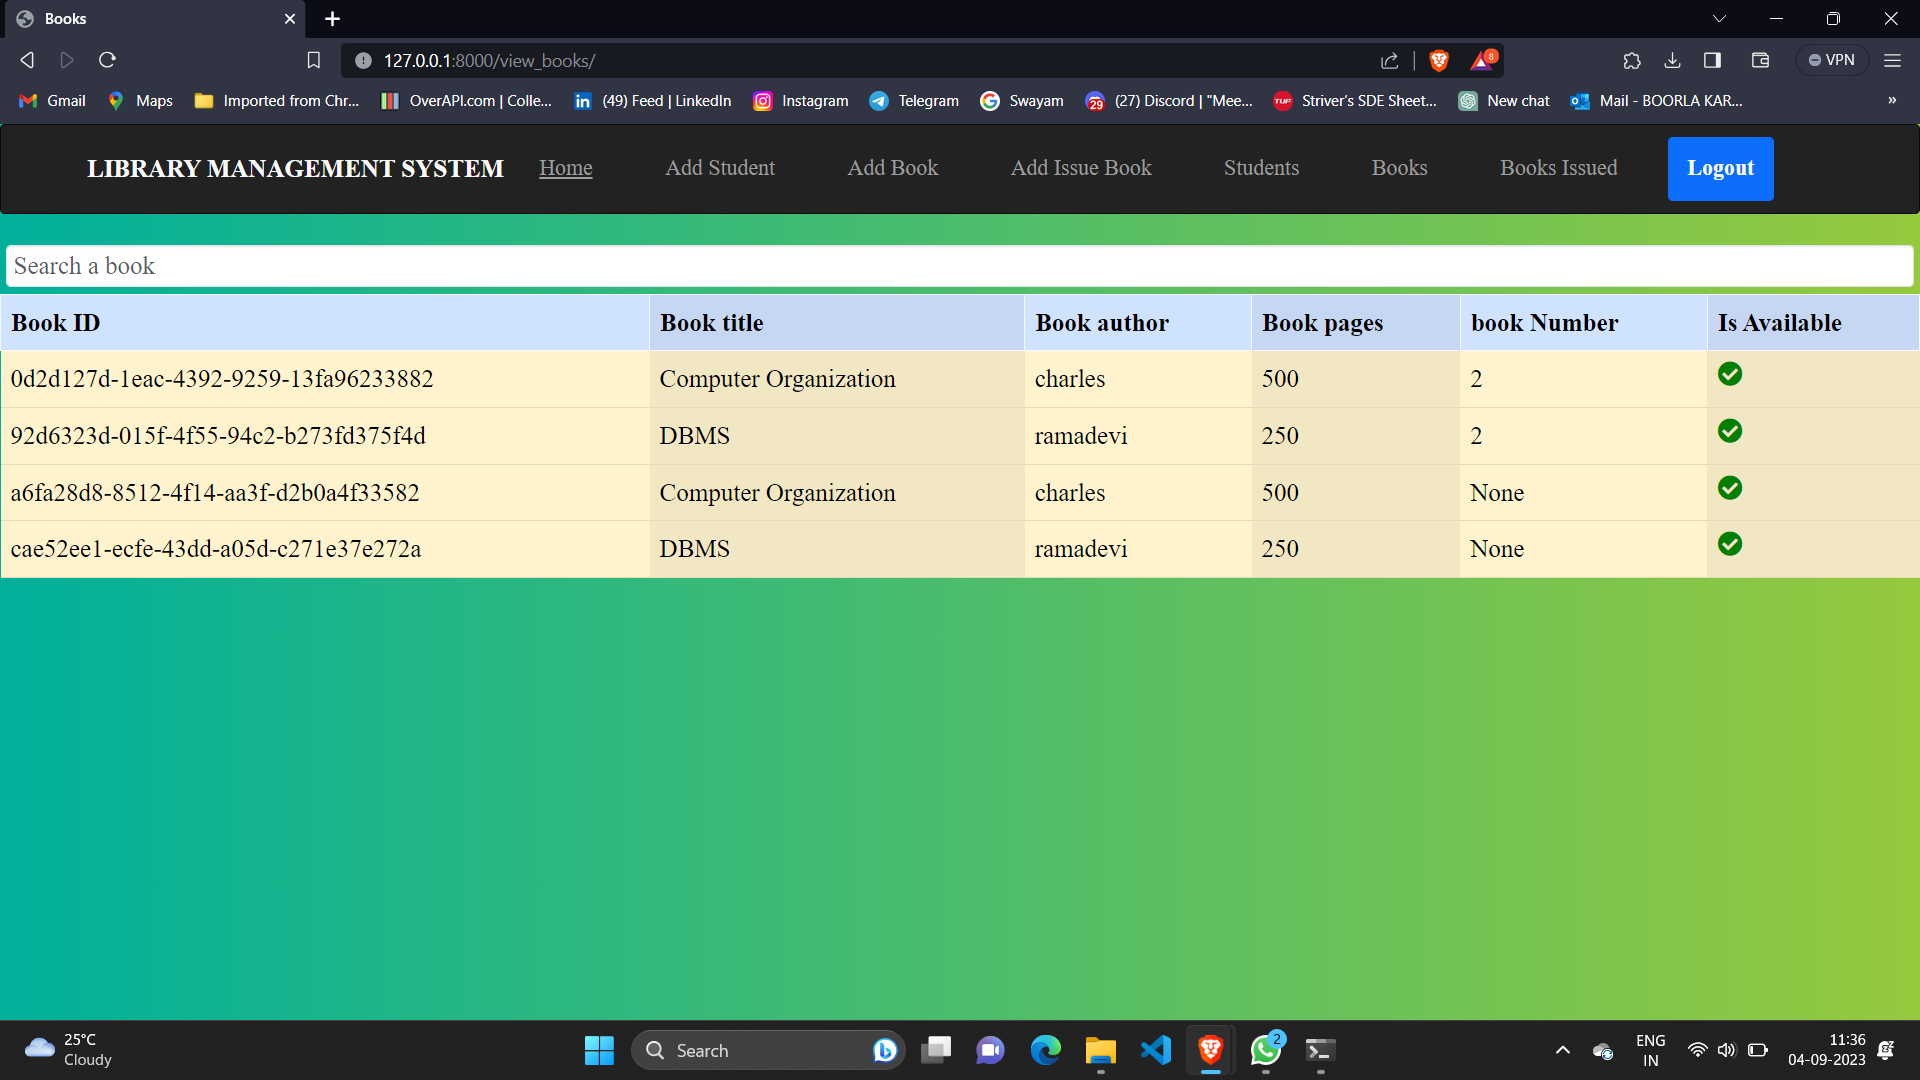 Books
127.0.0.1:8000/view_books/
8
VPN
Gmail
Maps
Imported from Chr...
OverAPI.com | Colle...
in
(49) Feed | LinkedIn
Instagram
Telegram
Swayam
29
(27) Discord | "Mee...
TUF
Striver's SDE Sheet...
New chat
Mail - BOORLA KAR...
»
LIBRARY MANAGEMENT SYSTEM
Home
Add Student
Add Book
Add Issue Book
Students
Books
Books Issued
Logout
Search a book
Book ID Book title Book author Book pages book Number Is Available
0d2d127d-1eac-4392-9259-13fa96233882 Computer Organization charles 500 2
92d6323d-015f-4f55-94c2-b273fd375f4d DBMS ramadevi 250 2
a6fa28d8-8512-4f14-aa3f-d2b0a4f33582 Computer Organization charles 500 None
cae52ee1-ecfe-43dd-a05d-c271e37e272a DBMS ramadevi 250 None
25°C
Cloudy
Search
2
ENG
IN
11:36
04-09-2023